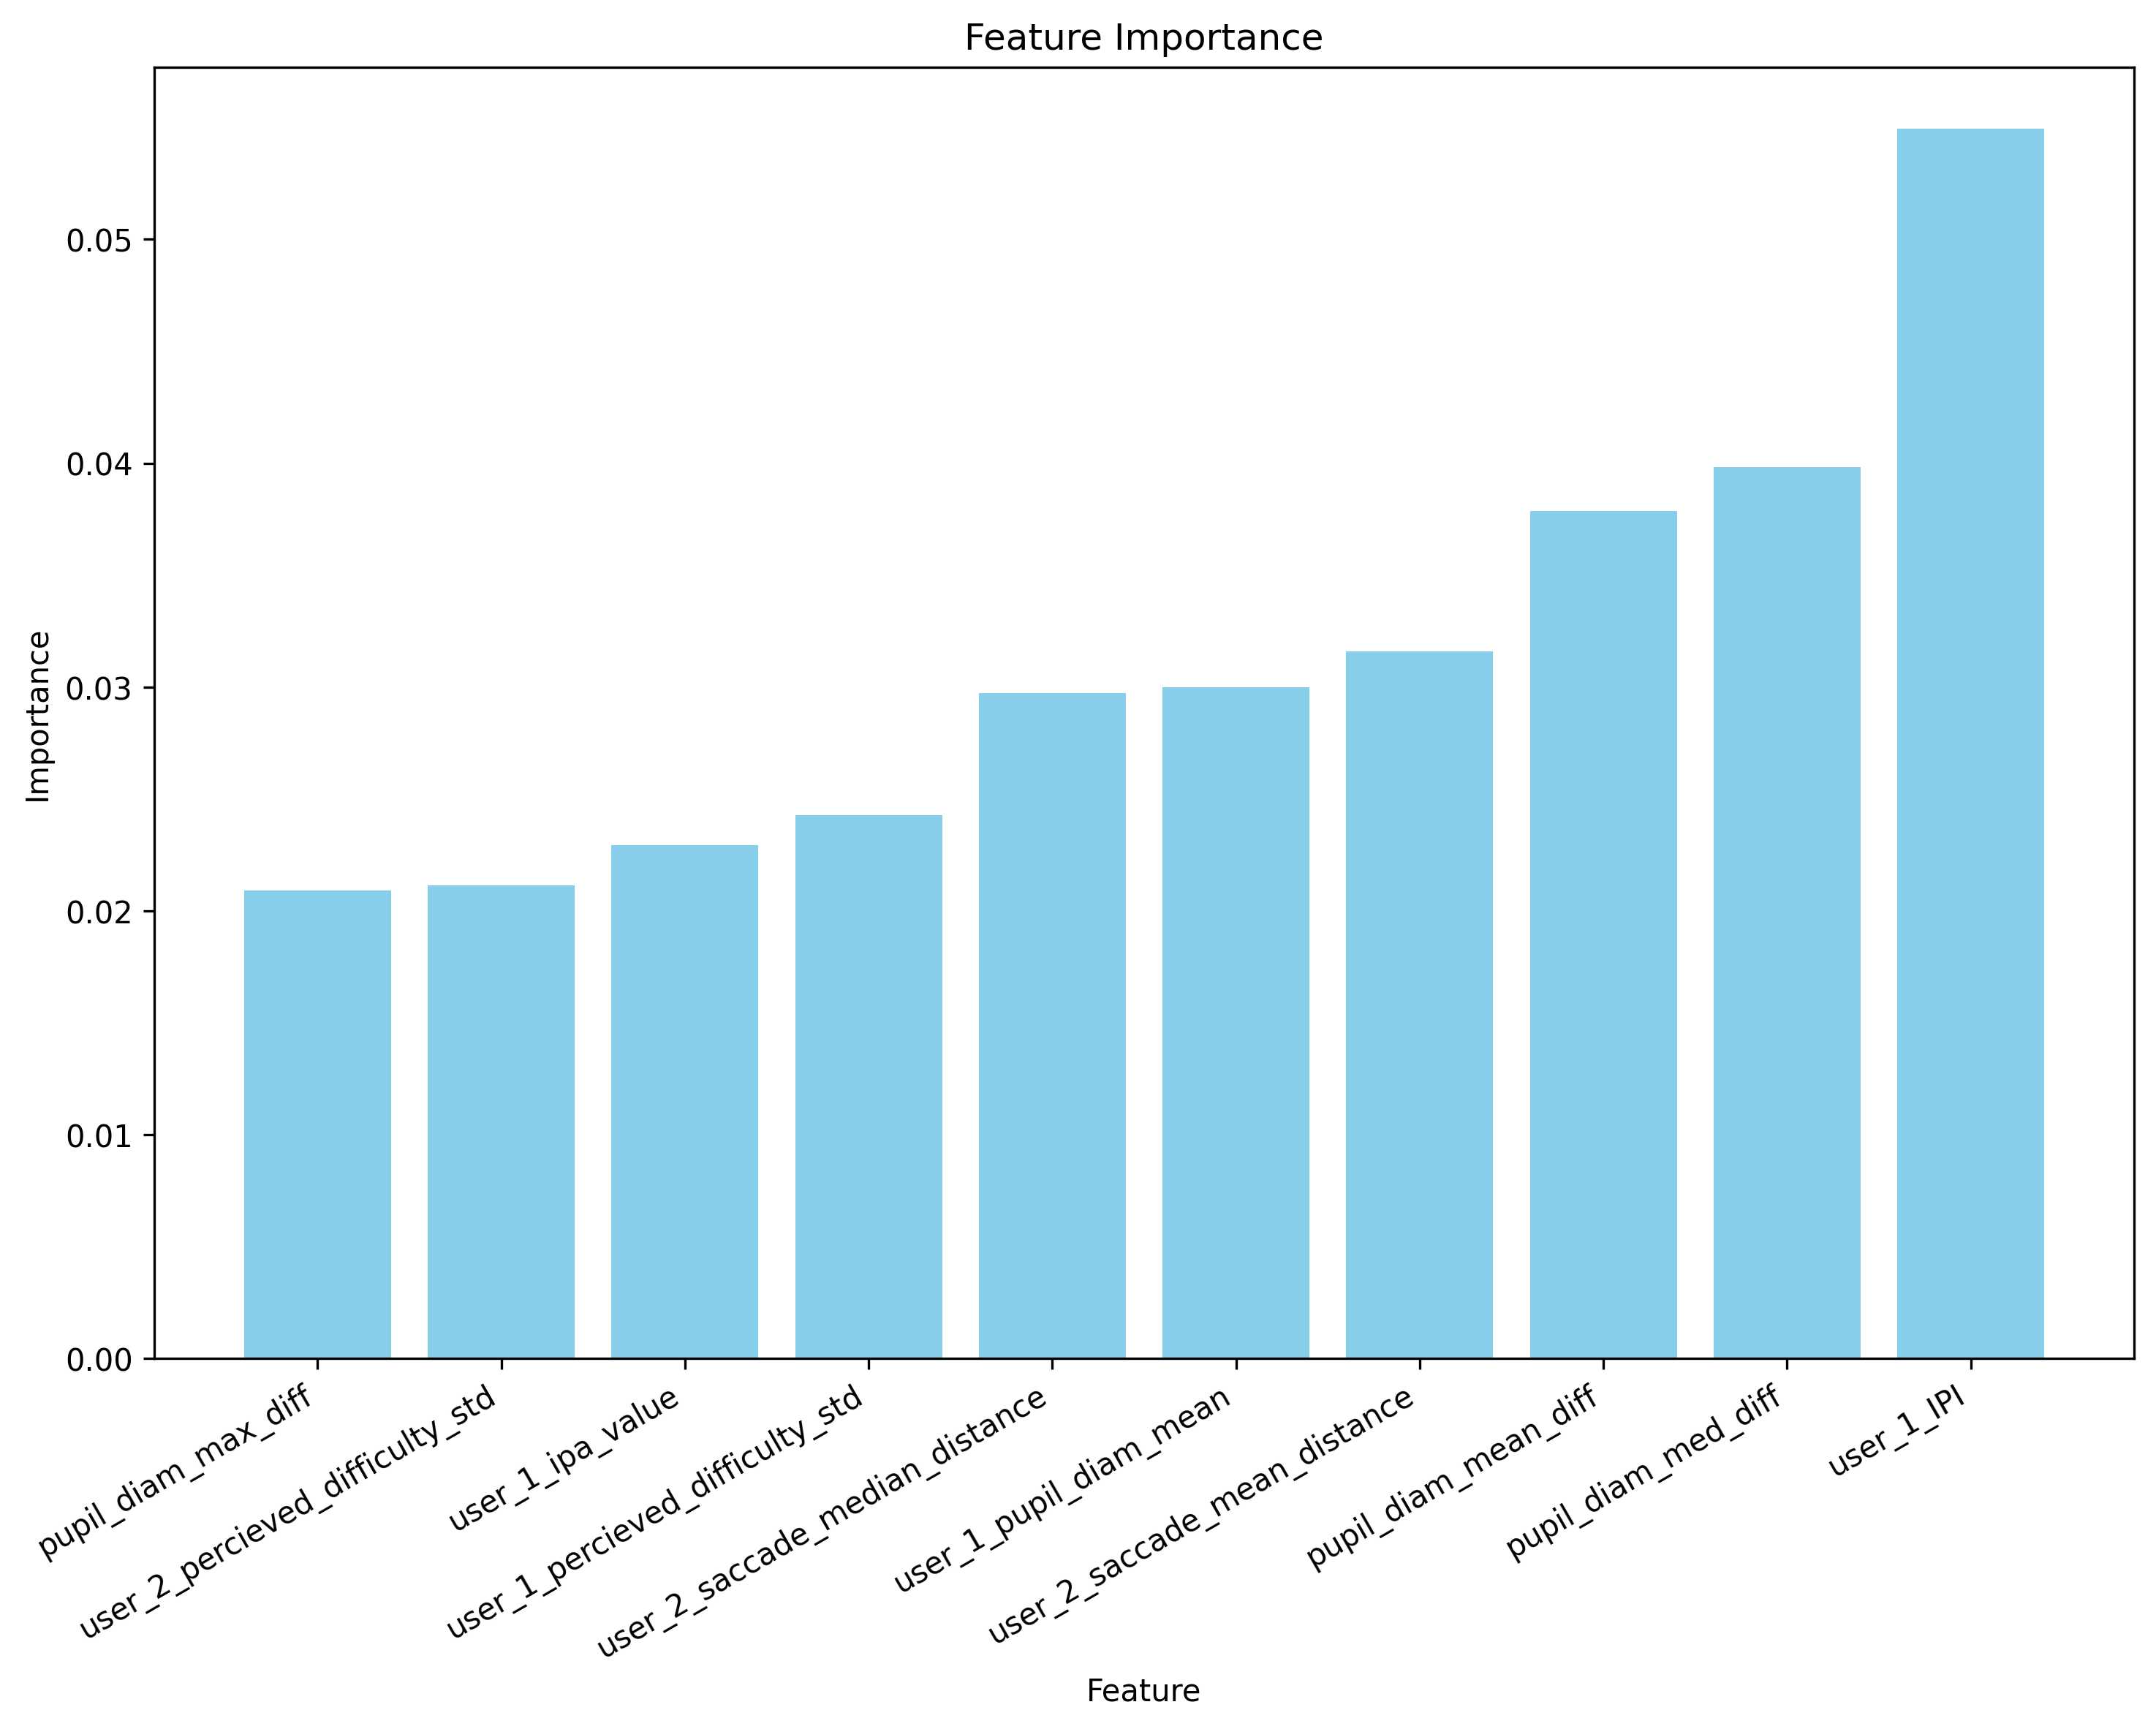 Feature Importance
Importance
0.05
0.04
0.03
0.02
0.01
0.00
pupil_diam_max_diff
user_2_percieved_difficulty_std
user_1_ipa_value
user_1_percieved_difficulty_std
user_2_saccade_median_distance
user_1_pupil_diam_mean
user_2_saccade_mean_distance
pupil_diam_mean_diff
pupil_diam_med_diff
user_1_IPI
Feature